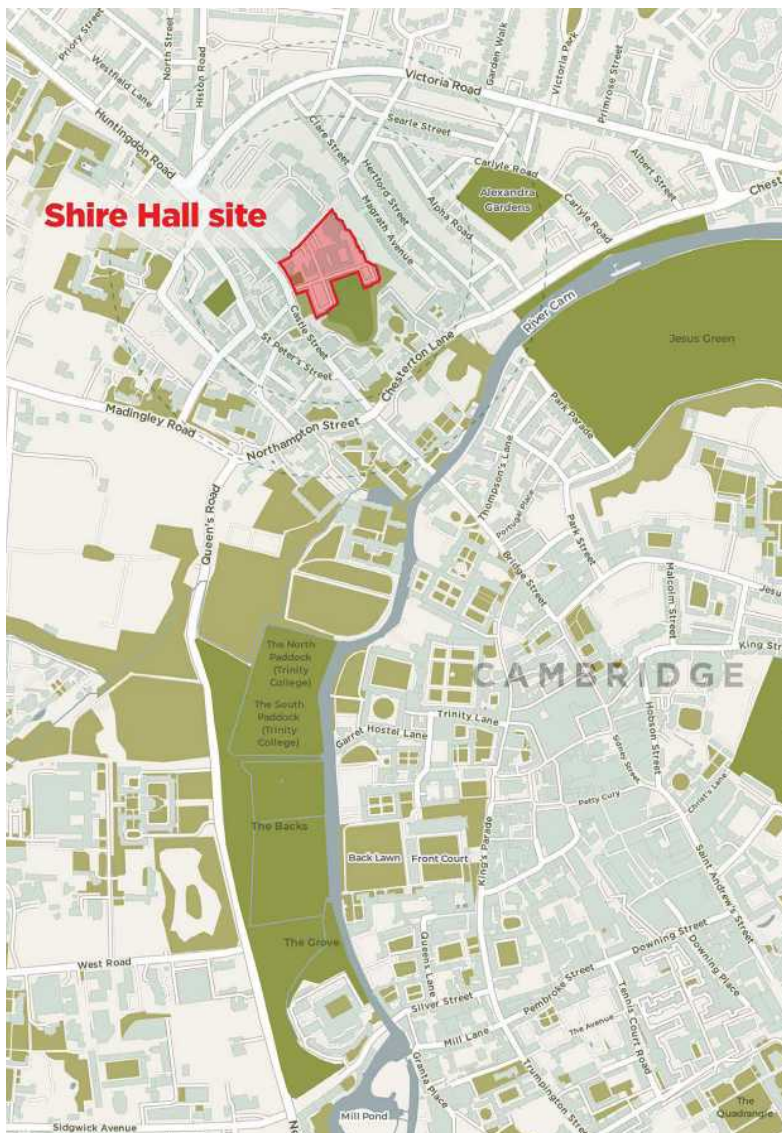 Priory Street
North Street
Westfield Lane
Histon Road
Huntingdon Road
Victoria Road
Garden Walk
Victoria Park
Primrose Street
Searle Street
Clare Street
Hertford Street
Carlyle Road
Albert Street
Alexandra
Gardens
Alpha Road
Magrath Avenue
Carlyle Road
Chest
Shire Hall site
Castle Street
St Peter's Street
Chesterton Lane
River Cam
Jesus Green
Madingley Road
Northampton Street
Park Parade
Queen's Road
Thompson's Lane
Portugal Place
Park Street
Bridge Street
Malcolm Street
Jesu
King Str
The North
Paddock
(Trinity
College)
CAMBRIDGE
The South
Paddock
(Trinity
College)
Trinity Lane
Garret Hostel Lane
Hobson Street
Sidney Street
Christ's Lane
Petty Cury
The Backs
King's Parade
Back Lawn
Front Court
Saint Andrew's Street
The Grove
Queens Lane
Downing Street
West Road
Downing Place
Silver Street
Pembroke Street
Mill Lane
The Avenue
Tennis Court Road
Granta Place
Trumpington Street
Mill Pond
The
Quadrangle
Sidgwick Avenue
Ne